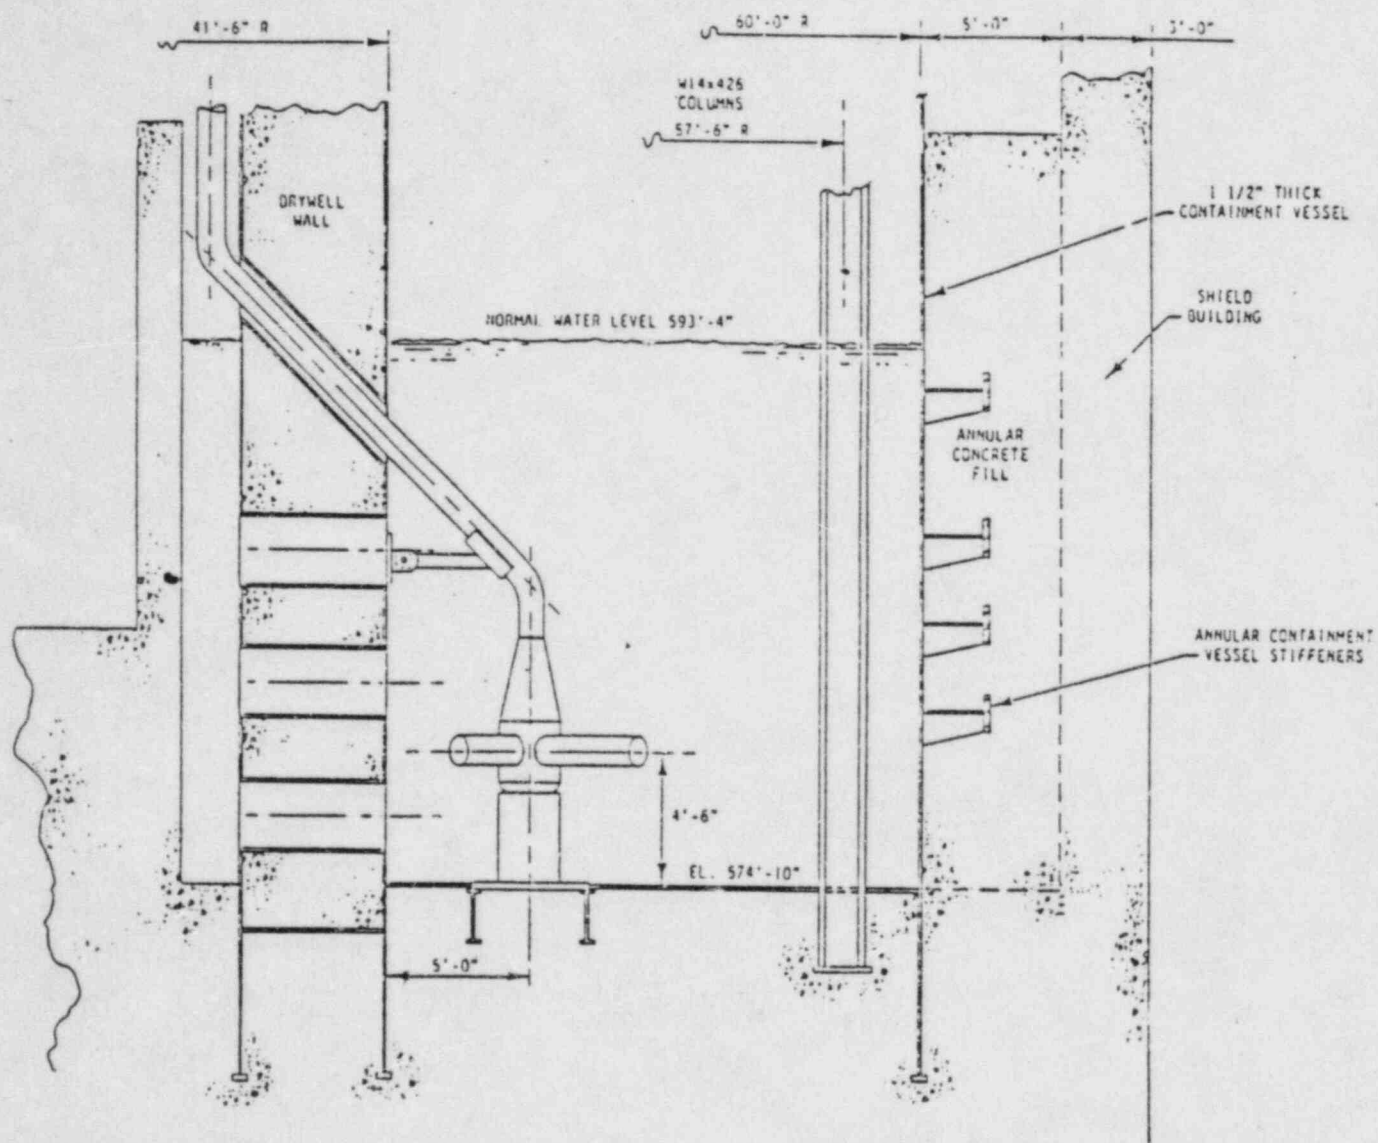 41'-6" R
60'-0" R
5'-0"
3'-0"
W14x426
COLUMNS
57'-6" R
DRYWELL
WALL
1 1/2" THICK
CONTAINMENT VESSEL
SHIELD
BUILDING
NORMAL WATER LEVEL 593'-4"
ANNULAR
CONCRETE
FILL
ANNULAR CONTAINMENT
VESSEL STIFFENERS
4'-6"
EL. 574'-10"
5'-0"